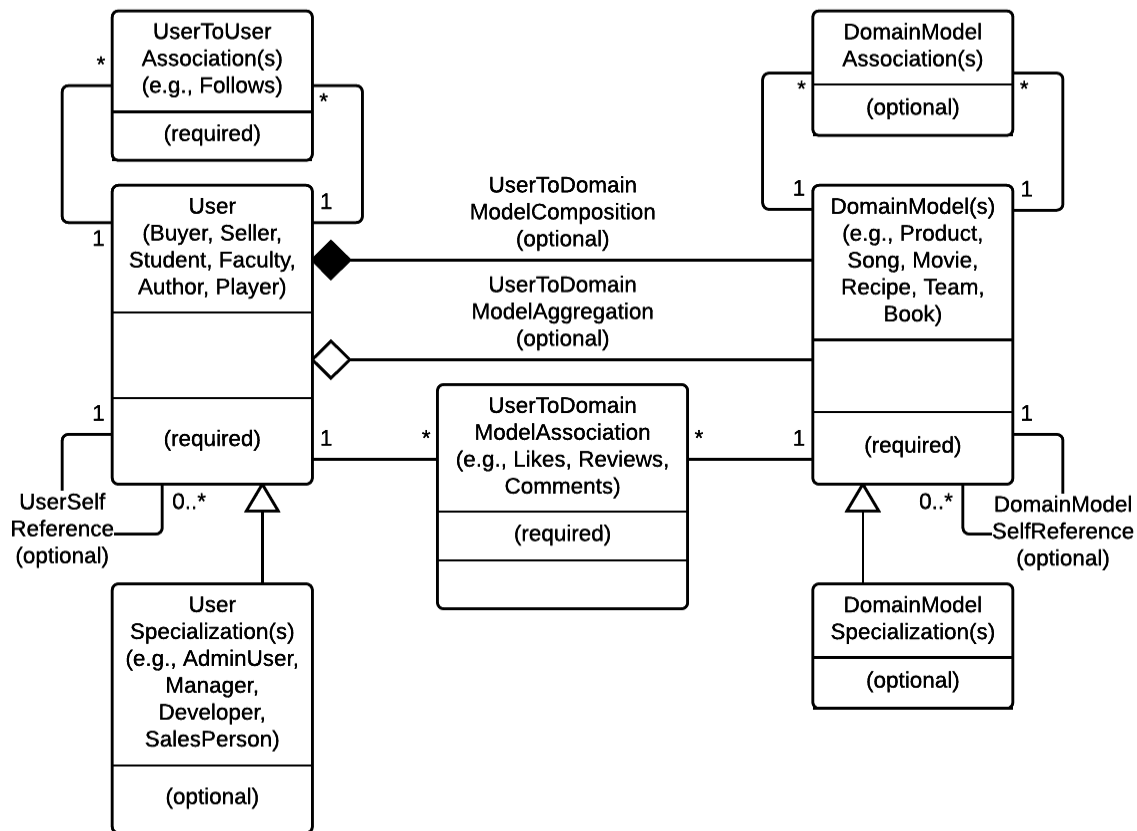 UserToUser
Association(s)
(e.g., Follows)
(required)
*
*
1
1
User
(Buyer, Seller,
Student, Faculty,
Author, Player)
(required)
1
1
0..*
UserSelf
Reference
(optional)
User
Specialization(s)
(e.g., AdminUser,
Manager,
Developer,
SalesPerson)
(optional)
UserToDomain
ModelComposition
(optional)
UserToDomain
ModelAggregation
(optional)
*
*
UserToDomain
ModelAssociation
(e.g., Likes, Reviews,
Comments)
(required)
DomainModel
Association(s)
(optional)
*
*
1
1
DomainModel(s)
(e.g., Product,
Song, Movie,
Recipe, Team,
Book)
(required)
1
1
0..*
DomainModel
SelfReference
(optional)
DomainModel
Specialization(s)
(optional)